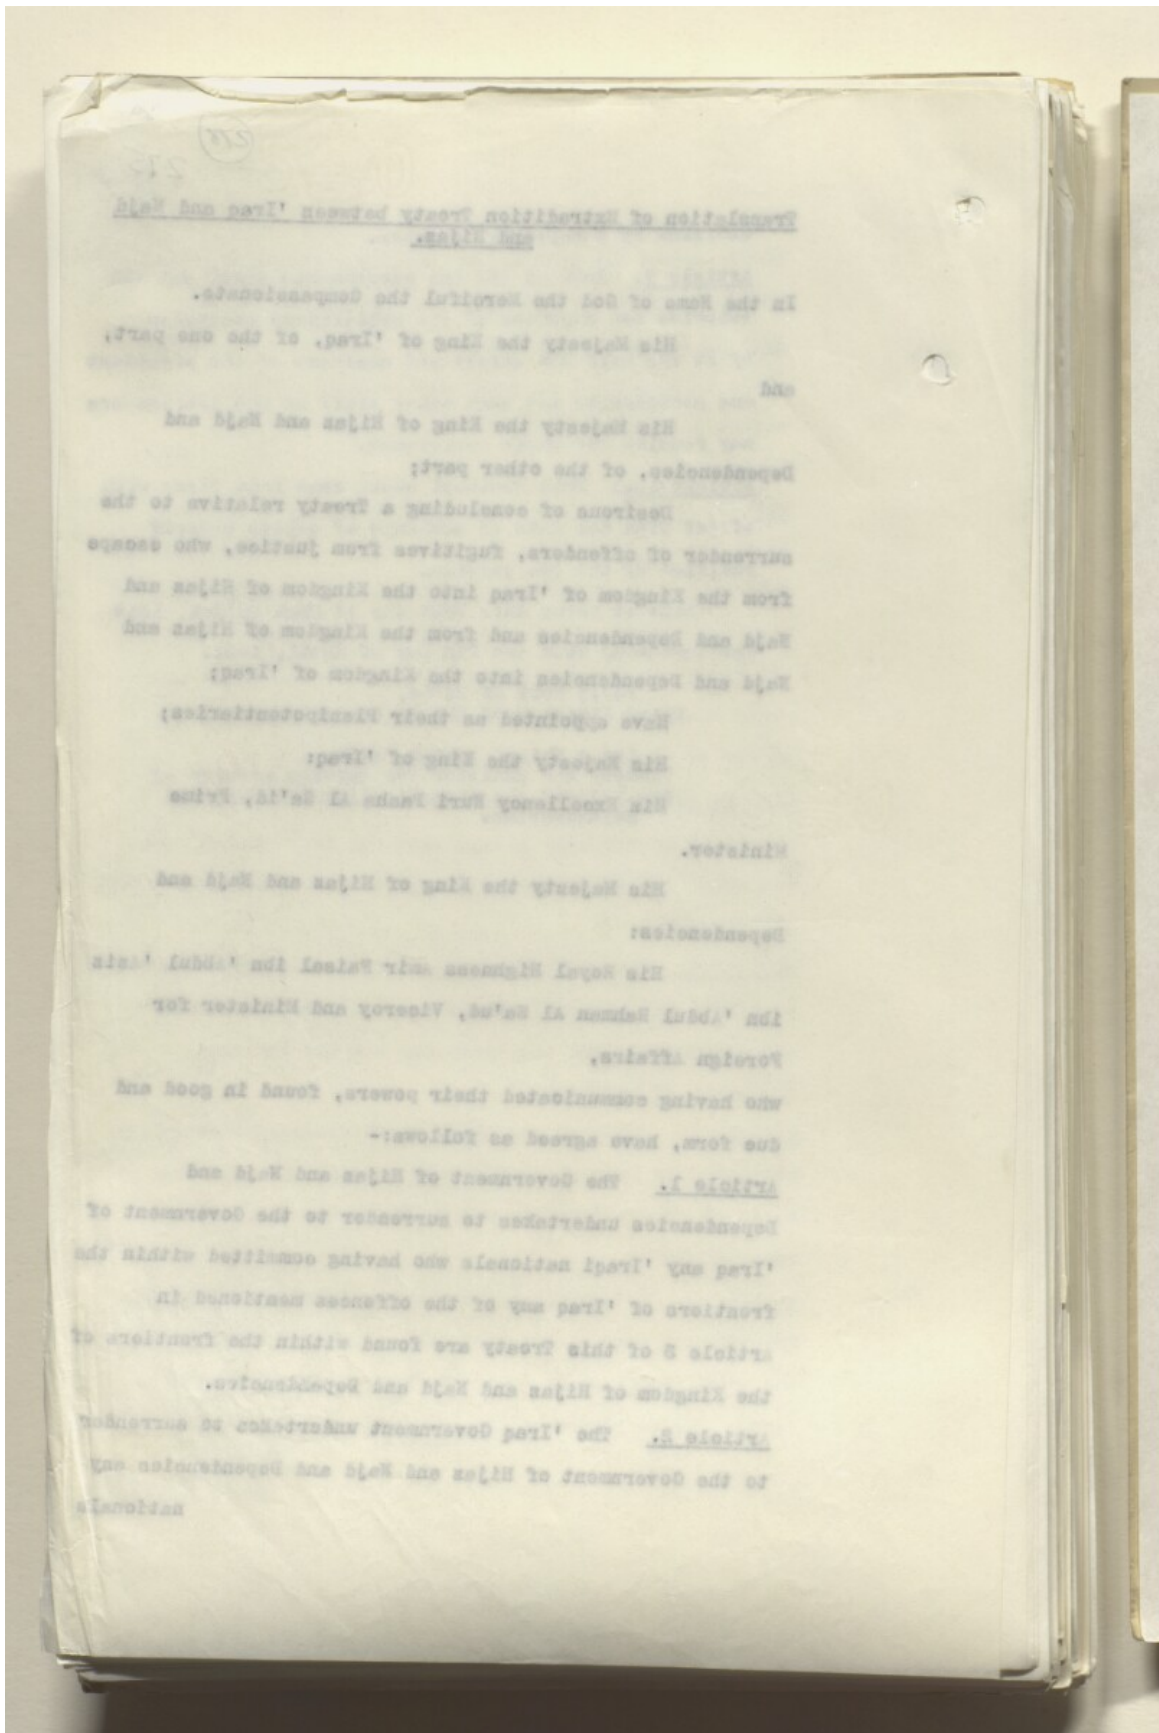 278
275
Translation of Extradition Treaty between 'Iraq and Najd
and Hijas.
In the Name of God the Merciful the Compassionate.
His Majesty the King of 'Iraq, of the one part,
and
His Majesty the King of Hijas and Najd and
Dependencies, of the other part;
Desirous of concluding a Treaty relative to the
surrender of offenders, fugitives from justice, who escape
from the Kingdom of 'Iraq into the Kingdom of Hijas and
Najd and Dependencies and from the Kingdom of Hijas and
Najd and Dependencies into the Kingdom of 'Iraq;
Have appointed as their Plenipotentiaries;
His Majesty the King of 'Iraq:
His Excellency Nuri Pasha Al Sa'id, Prime
Minister.
His Majesty the King of Hijas and Najd and
Dependencies:
His Royal Highness Amir Faisal ibn 'Abdul 'Asis
ibn 'Abdul Rahman Al Sa'ud, Viceroy and Minister for
Foreign Affairs,
who having communicated their powers, found in good and
due form, have agreed as follows:-
Article 1. The Government of Hijas and Najd and
Dependencies undertakes to surrender to the Government of
'Iraq any 'Iraqi nationals who having committed within the
frontiers of 'Iraq any of the offences mentioned in
Article 3 of this Treaty are found within the frontiers of
the Kingdom of Hijas and Najd and Dependencies.
Article 2. The 'Iraq Government undertakes to surrender
to the Government of Hijas and Najd and Dependencies any
nationals